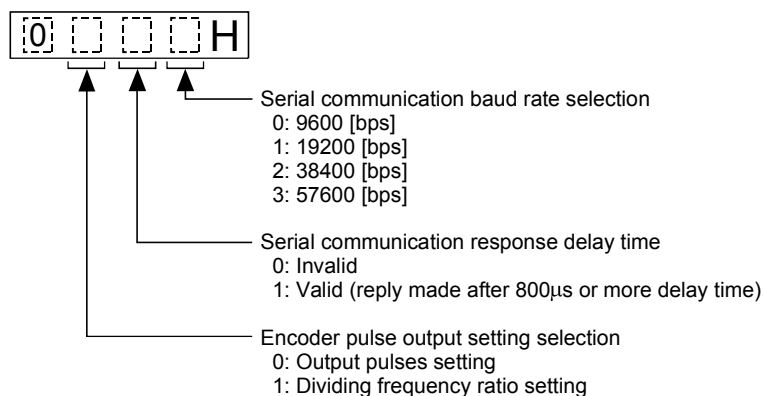 0 H
Serial communication baud rate selection
0: 9600 [bps]
1: 19200 [bps]
2: 38400 [bps]
3: 57600 [bps]
Serial communication response delay time
0: Invalid
1: Valid (reply made after 800μs or more delay time)
Encoder pulse output setting selection
0: Output pulses setting
1: Dividing frequency ratio setting